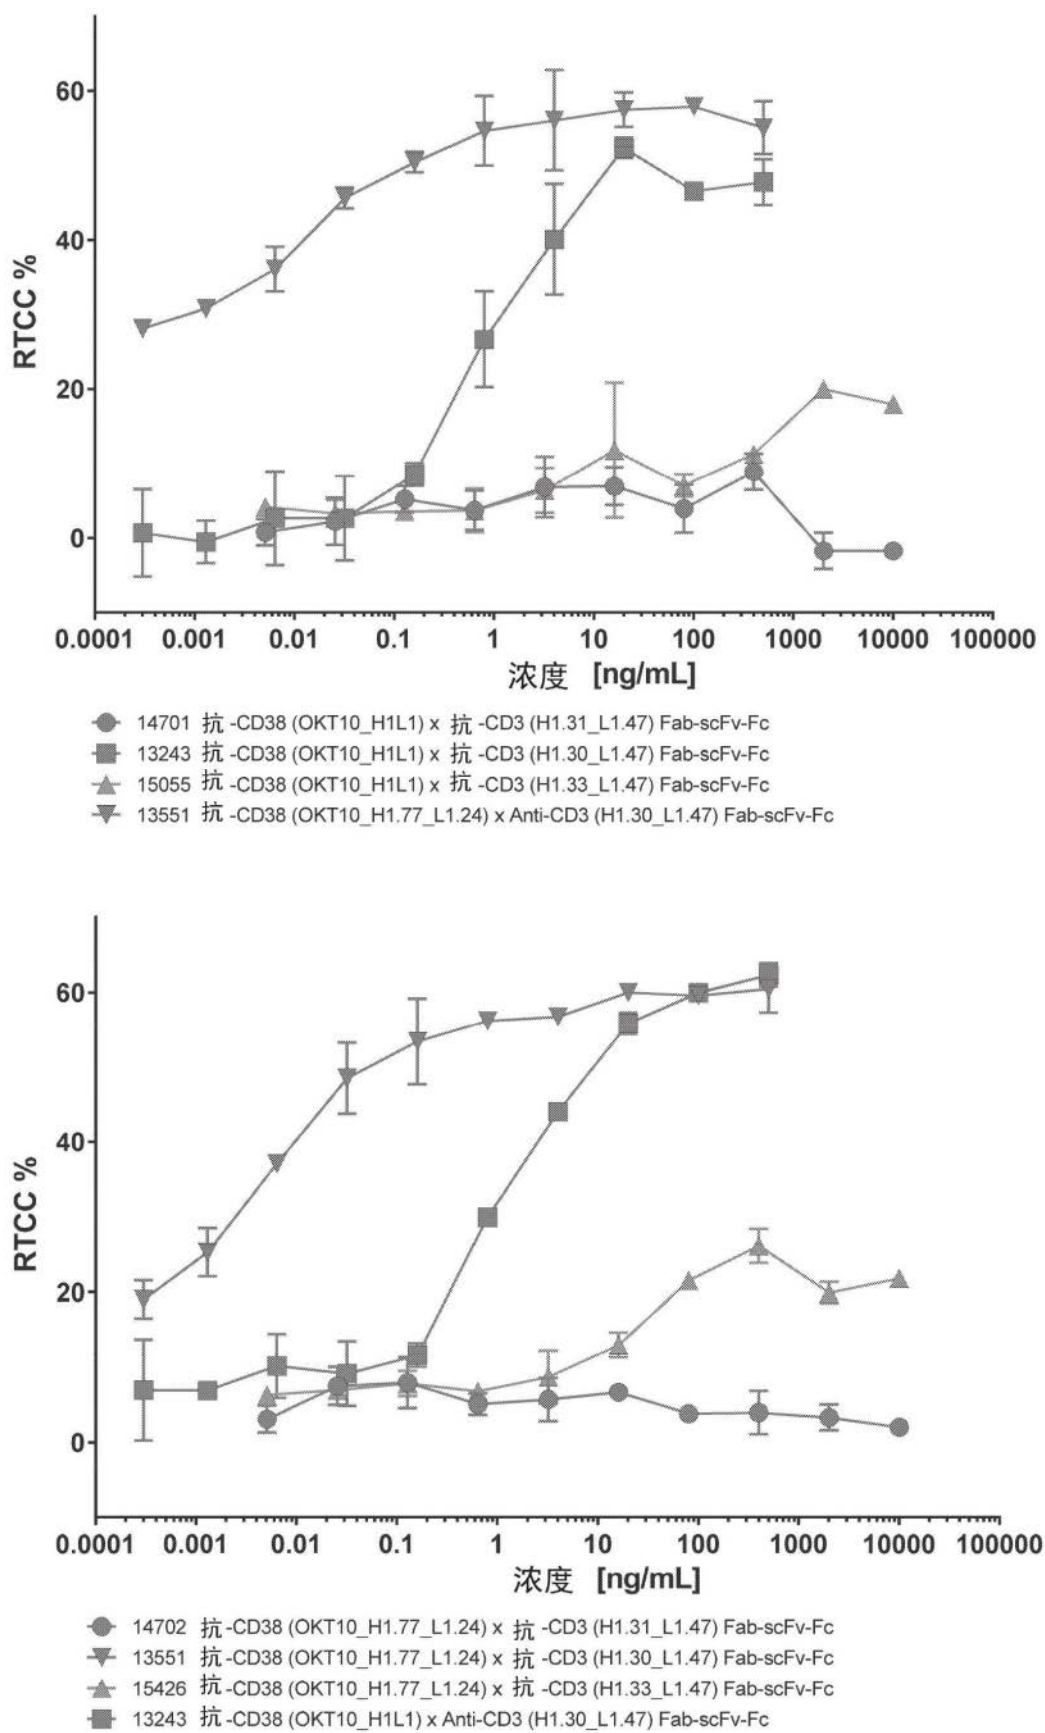 60
40
20
0
RTCC %
0.0001 0.001 0.01 0.1 1 10 100 1000 10000 100000
浓度 [ng/mL]
14701 抗 -CD38 (OKT10_H1L1) x 抗 -CD3 (H1.31_L1.47) Fab-scFv-Fc
13243 抗 -CD38 (OKT10_H1L1) x 抗 -CD3 (H1.30_L1.47) Fab-scFv-Fc
15055 抗 -CD38 (OKT10_H1L1) x 抗 -CD3 (H1.33_L1.47) Fab-scFv-Fc
13551 抗 -CD38 (OKT10_H1.77_L1.24) x Anti-CD3 (H1.30_L1.47) Fab-scFv-Fc
60
40
20
0
RTCC %
0.0001 0.001 0.01 0.1 1 10 100 1000 10000 100000
浓度 [ng/mL]
14702 抗 -CD38 (OKT10_H1.77_L1.24) x 抗 -CD3 (H1.31_L1.47) Fab-scFv-Fc
13551 抗 -CD38 (OKT10_H1.77_L1.24) x 抗 -CD3 (H1.30_L1.47) Fab-scFv-Fc
15426 抗 -CD38 (OKT10_H1.77_L1.24) x 抗 -CD3 (H1.33_L1.47) Fab-scFv-Fc
13243 抗 -CD38 (OKT10_H1L1) x Anti-CD3 (H1.30_L1.47) Fab-scFv-Fc